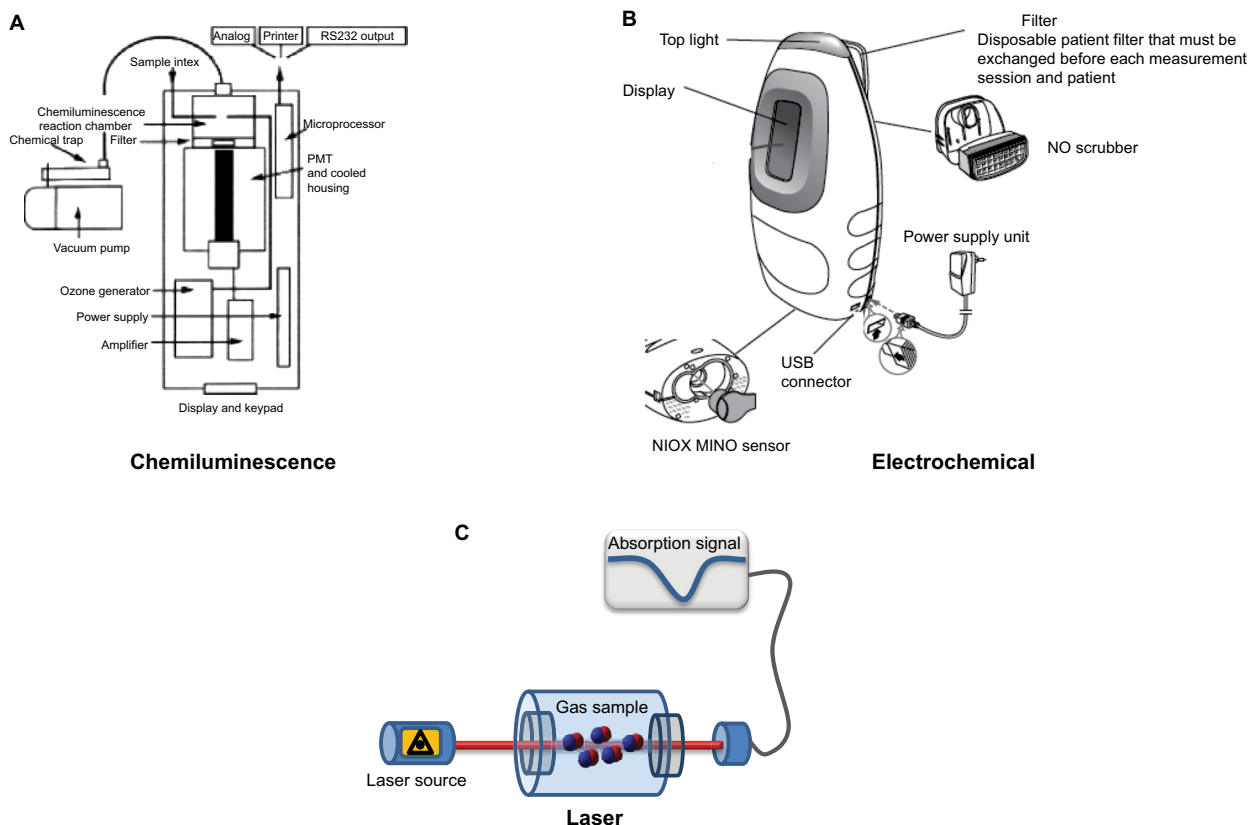 A
Analog
Printer
RS232 output
Sample intex
Chemiluminescence
reaction chamber
Chemical trap
Filter
Microprocessor
PMT
and cooled
housing
Vacuum pump
Ozone generator
Power supply
Amplifier
Display and keypad
Chemiluminescence
B
Top light
Display
Filter
Disposable patient filter that must be
exchanged before each measurement
session and patient
NO scrubber
Power supply unit
USB
connector
NIOX MINO sensor
Electrochemical
C
Absorption signal
Gas sample
Laser source
Laser